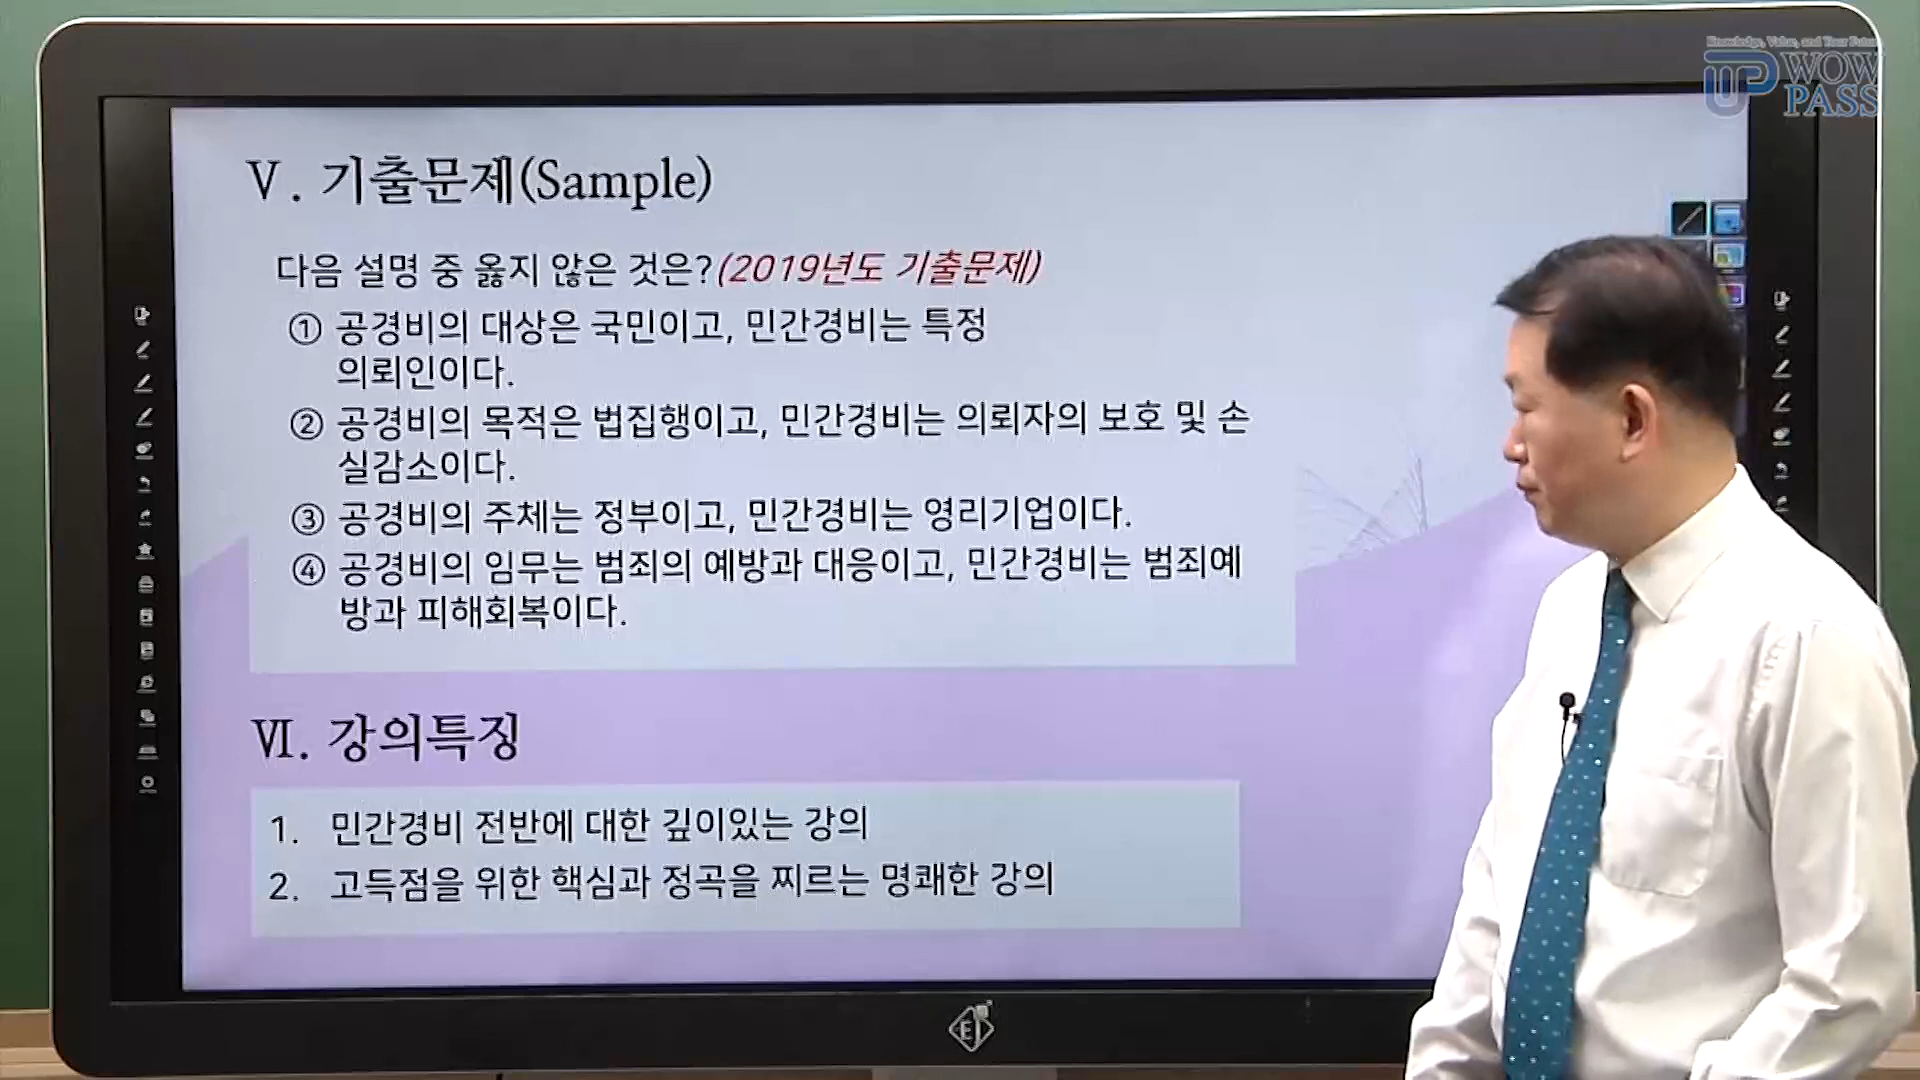 Knowledge, Value, and Your Future
WOW
PASS
Ⅴ. 기출문제(Sample)
다음 설명 중 옳지 않은 것은?(2019년도 기출문제)
① 공경비의 대상은 국민이고, 민간경비는 특정
의뢰인이다.
② 공경비의 목적은 법집행이고, 민간경비는 의뢰자의 보호 및 손
실감소이다.
③ 공경비의 주체는 정부이고, 민간경비는 영리기업이다.
④ 공경비의 임무는 범죄의 예방과 대응이고, 민간경비는 범죄예
방과 피해회복이다.
Ⅵ. 강의특징
1. 민간경비 전반에 대한 깊이있는 강의
2. 고득점을 위한 핵심과 정곡을 찌르는 명쾌한 강의